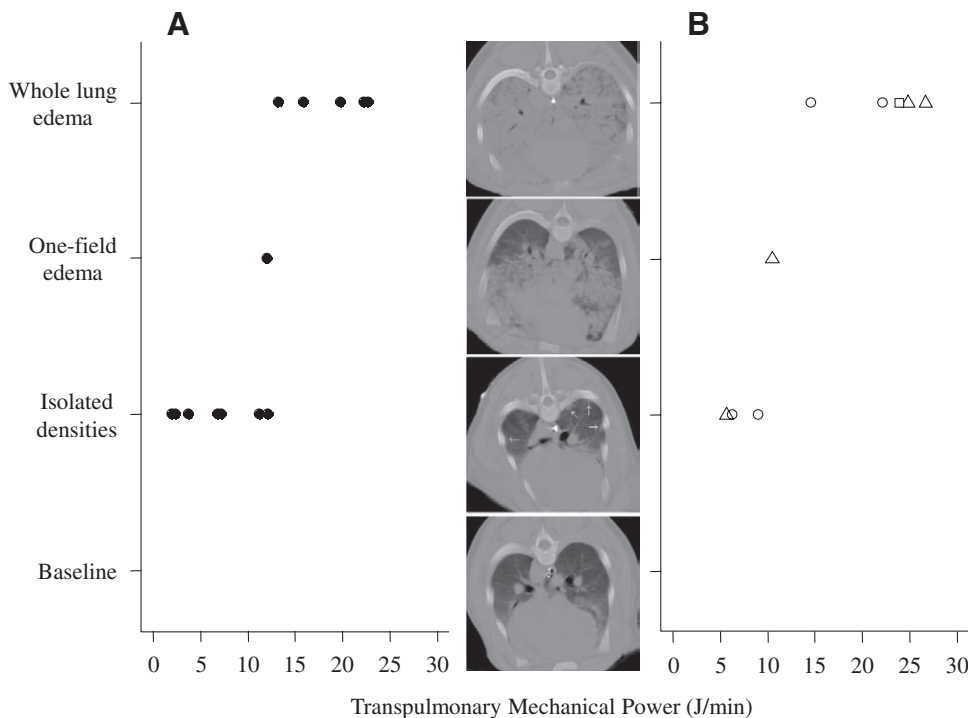 A
B
Whole lung
edema
One-field
edema
Isolated
densities
Baseline
0 5 10 15 20 25 30
0 5 10 15 20 25 30
Transpulmonary Mechanical Power (J/min)